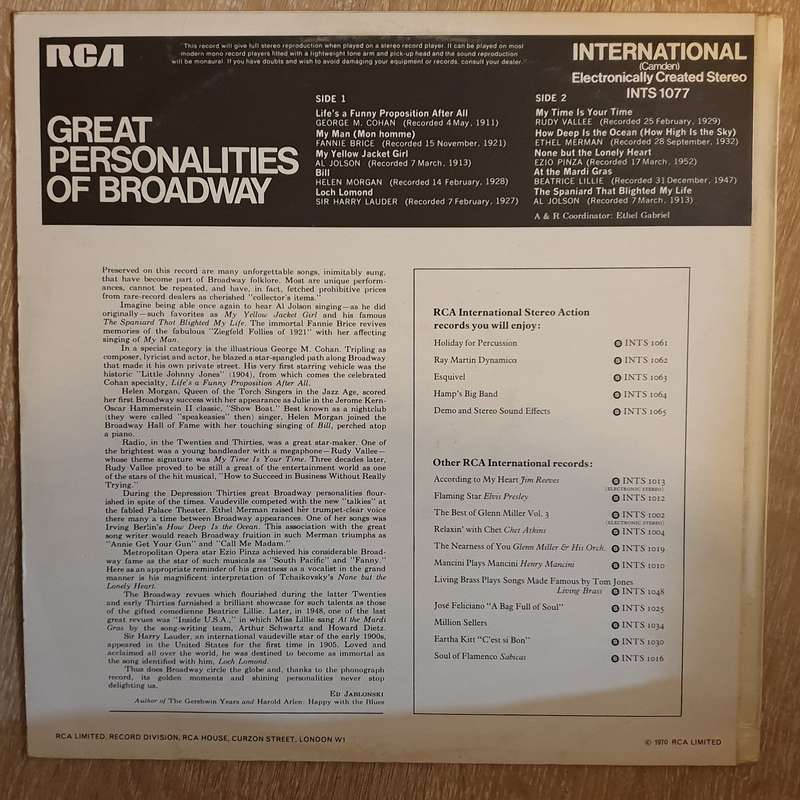 RCA
"This record will give full stereo reproduction when played on a stereo record player. It can be played on most
modern mono record players fitted with a lightweight tone arm and pick-up head and the sound reproduction
will be monaural. If you have doubts and wish to avoid damaging your equipment or records, consult your dealer."
INTERNATIONAL
(Camden)
Electronically Created Stereo
INTS 1077
GREAT
PERSONALITIES
OF BROADWAY
SIDE 1
Life's a Funny Proposition After All
GEORGE M. COHAN (Recorded 4 May, 1911)
My Man (Mon homme)
FANNIE BRICE (Recorded 15 November, 1921)
My Yellow Jacket Girl
AL JOLSON (Recorded 7 March, 1913)
Bill
HELEN MORGAN (Recorded 14 February, 1928)
Loch Lomond
SIR HARRY LAUDER (Recorded 7 February, 1927)
SIDE 2
My Time Is Your Time
RUDY VALLEE (Recorded 25 February, 1929)
How Deep Is the Ocean (How High Is the Sky)
ETHEL MERMAN (Recorded 28 September, 1932)
None but the Lonely Heart
EZIO PINZA (Recorded 17 March, 1952)
At the Mardi Gras
BEATRICE LILLIE (Recorded 31 December, 1947)
The Spaniard That Blighted My Life
AL JOLSON (Recorded 7 March, 1913)
A & R Coordinator: Ethel Gabriel
Preserved on this record are many unforgettable songs, inimitably sung,
that have become part of Broadway folklore. Most are unique perform-
ances, cannot be repeated, and have, in fact, fetched prohibitive prices
from rare-record dealers as cherished "collector's items."
Imagine being able once again to hear Al Jolson singing—as he did
originally—such favorites as My Yellow Jacket Girl and his famous
The Spaniard That Blighted My Life. The immortal Fannie Brice revives
memories of the fabulous "Ziegfeld Follies of 1921" with her affecting
singing of My Man.
In a special category is the illustrious George M. Cohan. Tripling as
composer, lyricist and actor, he blazed a star-spangled path along Broadway
that made it his own private street. His very first starring vehicle was the
historic "Little Johnny Jones" (1904), from which comes the celebrated
Cohan specialty, Life's a Funny Proposition After All.
Helen Morgan, Queen of the Torch Singers in the Jazz Age, scored
her first Broadway success with her appearance as Julie in the Jerome Kern-
Oscar Hammerstein II classic, "Show Boat." Best known as a nightclub
(they were called "speakeasies" then) singer, Helen Morgan joined the
Broadway Hall of Fame with her touching singing of Bill, perched atop
a piano.
Radio, in the Twenties and Thirties, was a great star-maker. One of
the brightest was a young bandleader with a megaphone—Rudy Vallee—
whose theme signature was My Time Is Your Time. Three decades later,
Rudy Vallee proved to be still a great of the entertainment world as one
of the stars of the hit musical, "How to Succeed in Business Without Really
Trying."
During the Depression Thirties great Broadway personalities flour-
ished in spite of the times. Vaudeville competed with the new "talkies" at
the fabled Palace Theater. Ethel Merman raised her trumpet-clear voice
there many a time between Broadway appearances. One of her songs was
Irving Berlin's How Deep Is the Ocean. This association with the great
song writer would reach Broadway fruition in such Merman triumphs as
"Annie Get Your Gun" and "Call Me Madam."
Metropolitan Opera star Ezio Pinza achieved his considerable Broad-
way fame as the star of such musicals as "South Pacific" and "Fanny."
Here as an appropriate reminder of his greatness as a vocalist in the grand
manner is his magnificent interpretation of Tchaikovsky's None but the
Lonely Heart.
The Broadway revues which flourished during the latter Twenties
and early Thirties furnished a brilliant showcase for such talents as those
of the gifted comedienne Beatrice Lillie. Later, in 1948, one of the last
great revues was "Inside U.S.A.," in which Miss Lillie sang At the Mardi
Gras by the song-writing team, Arthur Schwartz and Howard Dietz.
Sir Harry Lauder, an international vaudeville star of the early 1900s,
appeared in the United States for the first time in 1905. Loved and
acclaimed all over the world, he was destined to become as immortal as
the song identified with him, Loch Lomond.
Thus does Broadway circle the globe and, thanks to the phonograph
record, its golden moments and shining personalities never stop
delighting us.
ED JABLONSKI
Author of The Gershwin Years and Harold Arlen: Happy with the Blues
RCA International Stereo Action
records you will enjoy:
Holiday for Percussion S INTS 1061
Ray Martin Dynamica S INTS 1062
Esquivel S INTS 1063
Hamp's Big Band S INTS 1064
Demo and Stereo Sound Effects S INTS 1065
Other RCA International records:
According to My Heart Jim Reeves S INTS 1013
(ELECTRONIC STEREO)
Flaming Star Elvis Presley S INTS 1012
The Best of Glenn Miller Vol. 3 S INTS 1002
(ELECTRONIC STEREO)
Relaxin' with Chet Chet Atkins S INTS 1004
The Nearness of You Glenn Miller & His Orch. S INTS 1019
Mancini Plays Mancini Henry Mancini S INTS 1010
Living Brass Plays Songs Made Famous by Tom Jones
Living Brass S INTS 1048
José Feliciano "A Bag Full of Soul" S INTS 1025
Million Sellers S INTS 1034
Eartha Kitt "C'est si Bon" S INTS 1030
Soul of Flamenco Sabicas S INTS 1016
RCA LIMITED, RECORD DIVISION, RCA HOUSE, CURZON STREET, LONDON W1
© 1970 RCA LIMITED